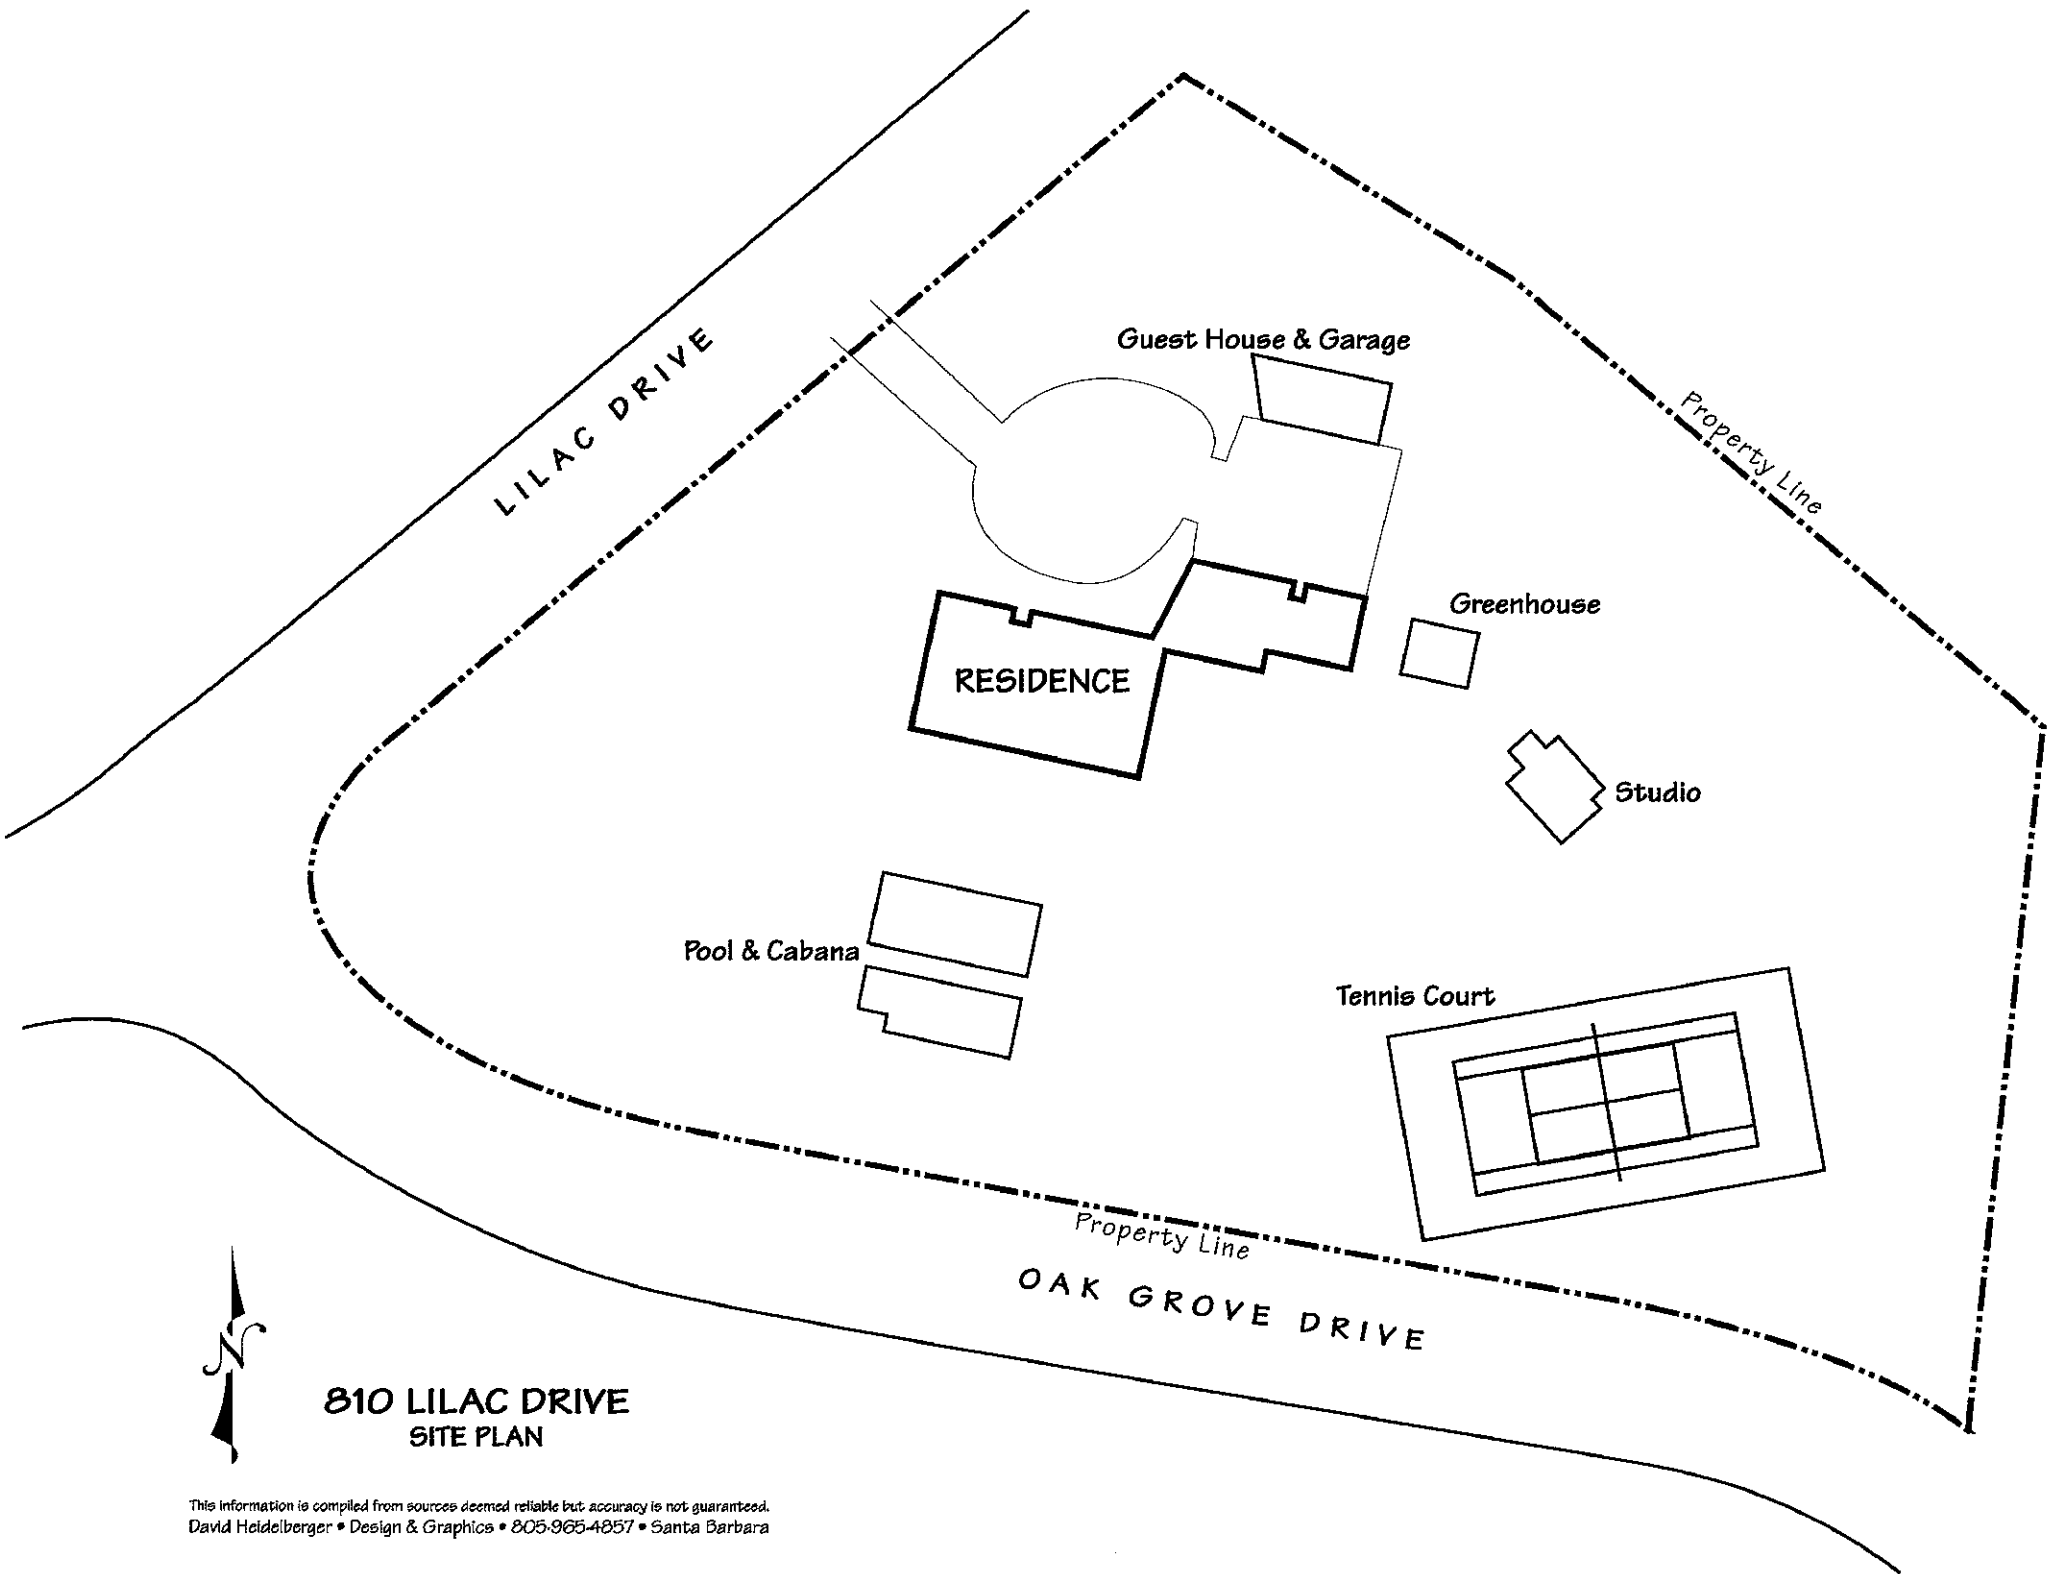 Guest House & Garage
LILAC DRIVE
Property Line
Greenhouse
RESIDENCE
Studio
Pool & Cabana
Tennis Court
Property Line
OAK GROVE DRIVE
N
810 LILAC DRIVE
SITE PLAN
This information is compiled from sources deemed reliable but accuracy is not guaranteed.
David Heidelberger • Design & Graphics • 805-965-4857 • Santa Barbara